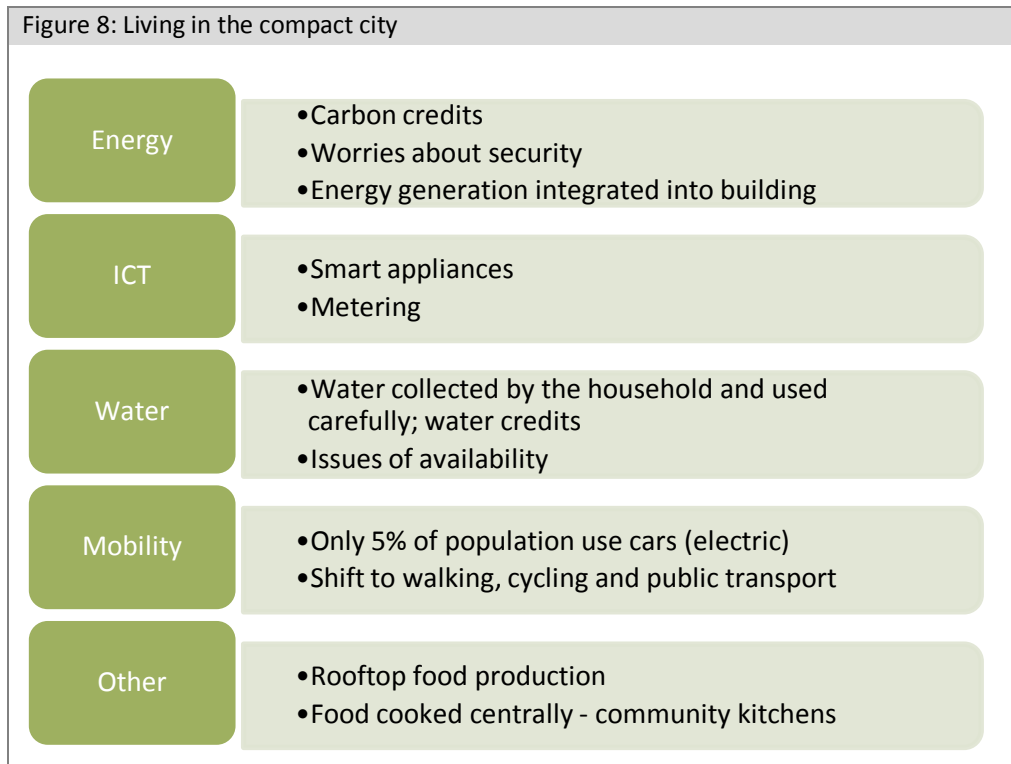 Figure 8: Living in the compact city
Energy
•Carbon credits
•Worries about security
•Energy generation integrated into building
ICT
•Smart appliances
•Metering
Water
•Water collected by the household and used
carefully; water credits
•Issues of availability
Mobility
•Only 5% of population use cars (electric)
•Shift to walking, cycling and public transport
Other
•Rooftop food production
•Food cooked centrally - community kitchens